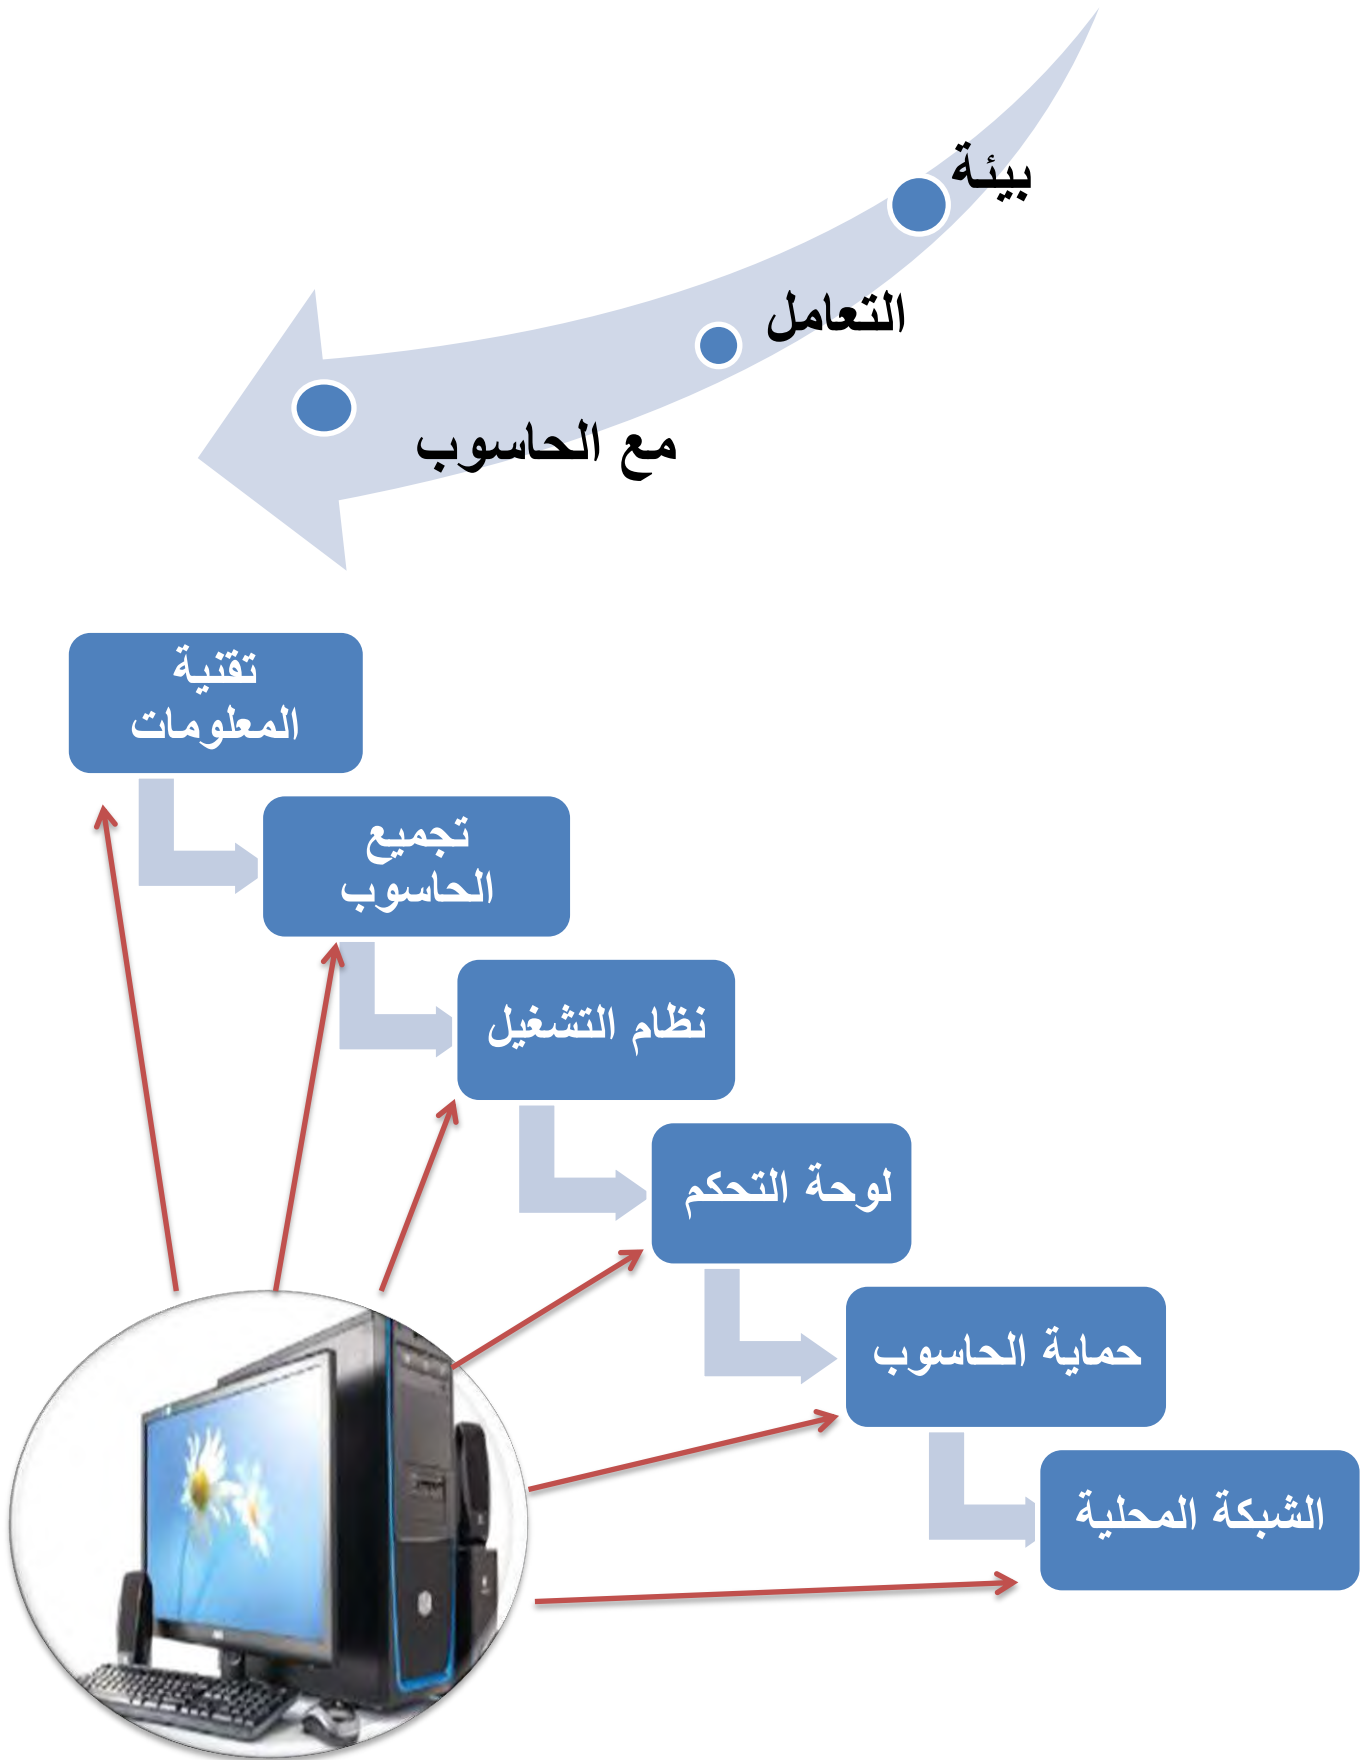 بيئة
التعامل
مع الحاسوب
تقنية
المعلومات
تجميع
الحاسوب
نظام التشغيل
لوحة التحكم
حماية الحاسوب
الشبكة المحلية